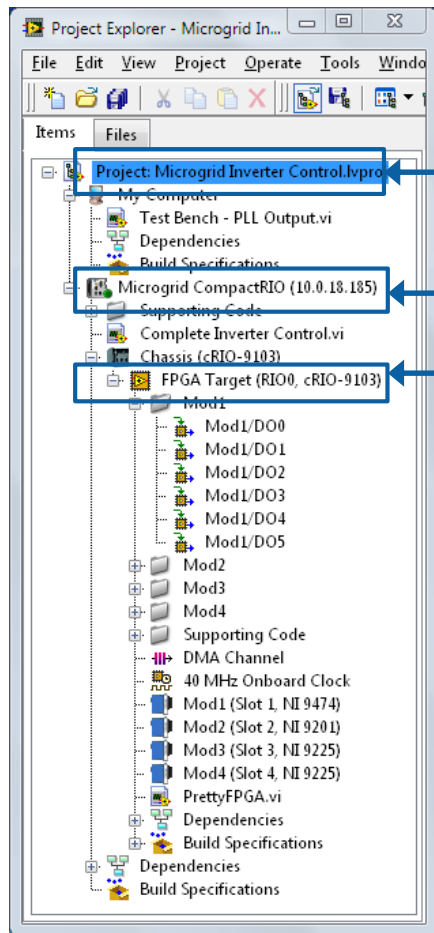 Project Explorer - Microgrid In...
File Edit View Project Operate Tools Windo
Items Files
Project: Microgrid Inverter Control.lvpro
My Computer
Test Bench - PLL Output.vi
Dependencies
Build Specifications
Microgrid CompactRIO (10.0.18.185)
Supporting Code
Complete Inverter Control.vi
Chassis (cRIO-9103)
FPGA Target (RIO0, cRIO-9103)
Mod1
Mod1/DO0
Mod1/DO1
Mod1/DO2
Mod1/DO3
Mod1/DO4
Mod1/DO5
Mod2
Mod3
Mod4
Supporting Code
DMA Channel
40 MHz Onboard Clock
Mod1 (Slot 1, NI 9474)
Mod2 (Slot 2, NI 9201)
Mod3 (Slot 3, NI 9225)
Mod4 (Slot 4, NI 9225)
PrettyFPGA.vi
Dependencies
Build Specifications
Dependencies
Build Specifications